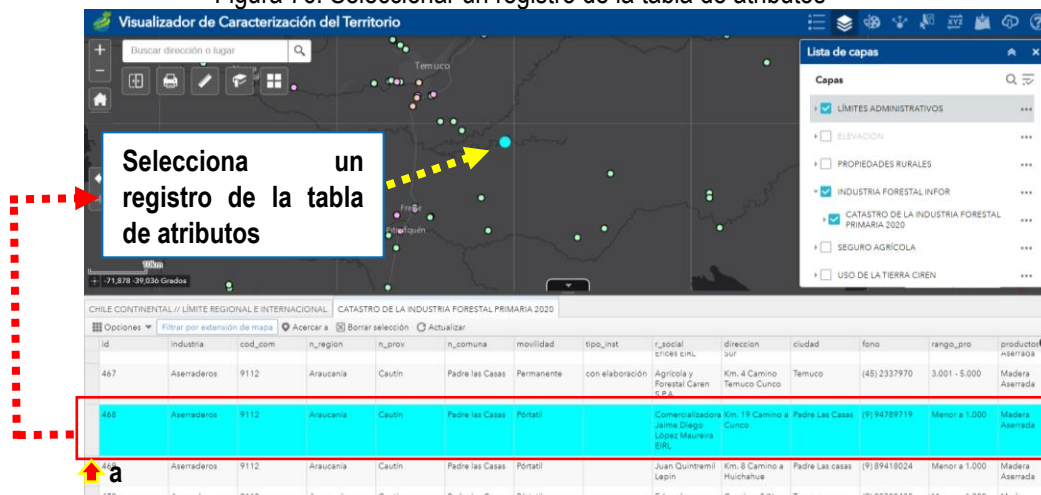 Figura 70. Seleccionar un registro de la tabla de atributos
Visualizador de Caracterización del Territorio
Buscar dirección o lugar
Temuco
Lista de capas
Capas
LÍMITES ADMINISTRATIVOS
ELEVACIÓN
PROPIEDADES RURALES
INDUSTRIA FORESTAL INFOR
CATASTRO DE LA INDUSTRIA FORESTAL
PRIMARIA 2020
SEGURO AGRÍCOLA
USO DE LA TIERRA CIREN
Selecciona un
registro de la tabla
de atributos
Freire
Pitrufquén
10km
-71,878 -39,036 Grados
CHILE CONTINENTAL // LÍMITE REGIONAL E INTERNACIONAL CATASTRO DE LA INDUSTRIA FORESTAL PRIMARIA 2020
Opciones Filtrar por extensión de mapa Acercar a Borrar selección Actualizar
id industria cod_com n_region n_prov n_comuna movilidad tipo_inst r_social direccion ciudad fono rango_pro productos
Erices EIRL Sur Aserrada
467 Aserraderos 9112 Araucanía Cautín Padre las Casas Permanente con elaboración Agrícola y Km. 4 Camino Temuco (45) 2337970 3.001 - 5.000 Madera
Forestal Caren Temuco Cunco Aserrada
S.P.A
468 Aserraderos 9112 Araucanía Cautín Padre las Casas Pórtatil Comercializadora Km. 19 Camino a Padre Las Casas (9) 94789719 Menor a 1.000 Madera
Jaime Diego Cunco Aserrada
López Maureira
EIRL
469 Aserraderos 9112 Araucanía Cautín Padre las Casas Pórtatil Juan Quintremil Km. 8 Camino a Padre Las casas (9) 89418024 Menor a 1.000 Madera
Lepin Huichahue Aserrada
a